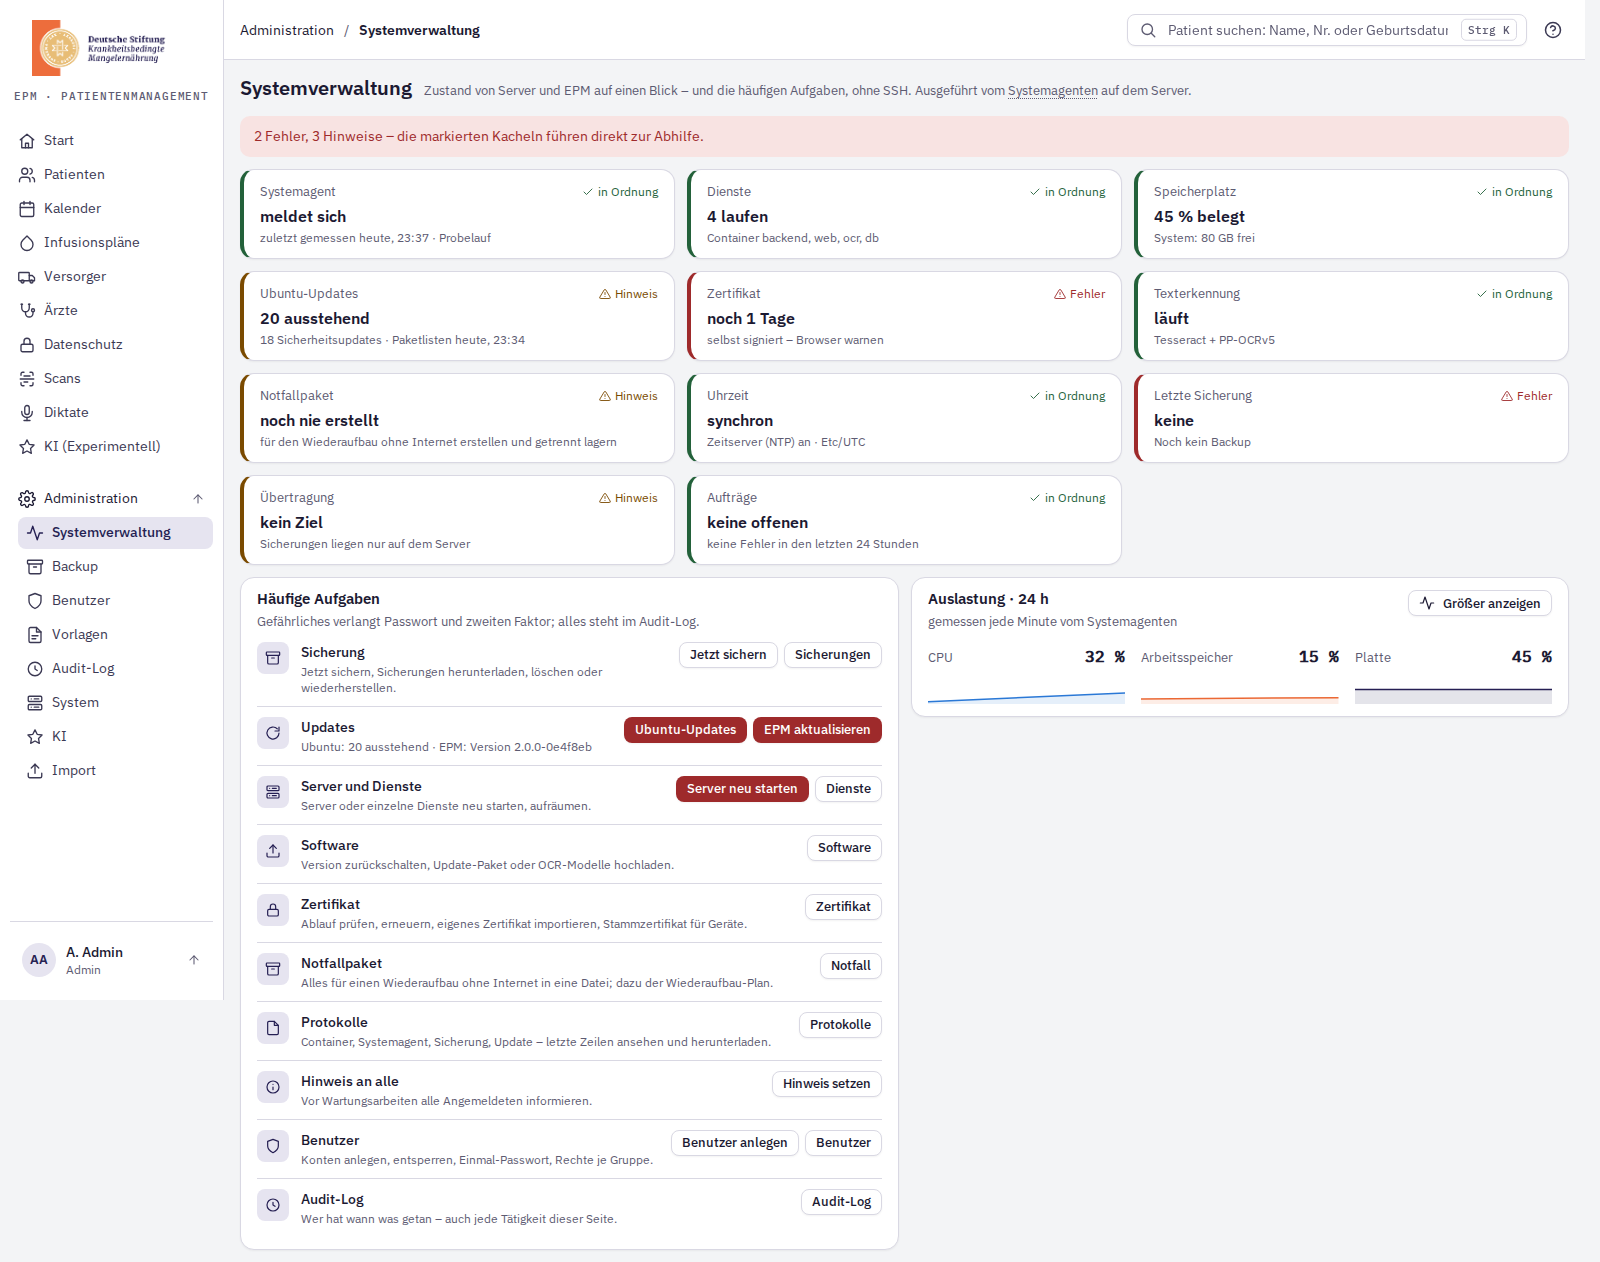 Deutsche Stiftung
Krankheitsbedingte
Mangelernährung
EPM · PATIENTENMANAGEMENT
Start
Patienten
Kalender
Infusionspläne
Versorger
Ärzte
Datenschutz
Scans
Diktate
KI (Experimentell)
Administration
Systemverwaltung
Backup
Benutzer
Vorlagen
Audit-Log
System
KI
Import
AA
A. Admin
Admin
Administration / Systemverwaltung
Patient suchen: Name, Nr. oder Geburtsdatur
Strg K
Systemverwaltung
Zustand von Server und EPM auf einen Blick – und die häufigen Aufgaben, ohne SSH. Ausgeführt vom Systemagenten auf dem Server.
2 Fehler, 3 Hinweise – die markierten Kacheln führen direkt zur Abhilfe.
Systemagent
in Ordnung
meldet sich
zuletzt gemessen heute, 23:37 · Probelauf
Dienste
in Ordnung
4 laufen
Container backend, web, ocr, db
Speicherplatz
in Ordnung
45 % belegt
System: 80 GB frei
Ubuntu-Updates
Hinweis
20 ausstehend
18 Sicherheitsupdates · Paketlisten heute, 23:34
Zertifikat
Fehler
noch 1 Tage
selbst signiert – Browser warnen
Texterkennung
in Ordnung
läuft
Tesseract + PP-OCRv5
Notfallpaket
Hinweis
noch nie erstellt
für den Wiederaufbau ohne Internet erstellen und getrennt lagern
Uhrzeit
in Ordnung
synchron
Zeitserver (NTP) an · Etc/UTC
Letzte Sicherung
Fehler
keine
Noch kein Backup
Übertragung
Hinweis
kein Ziel
Sicherungen liegen nur auf dem Server
Aufträge
in Ordnung
keine offenen
keine Fehler in den letzten 24 Stunden
Häufige Aufgaben
Gefährliches verlangt Passwort und zweiten Faktor; alles steht im Audit-Log.
Sicherung
Jetzt sichern, Sicherungen herunterladen, löschen oder
wiederherstellen.
Jetzt sichern
Sicherungen
Updates
Ubuntu: 20 ausstehend · EPM: Version 2.0.0-0e4f8eb
Ubuntu-Updates
EPM aktualisieren
Server und Dienste
Server oder einzelne Dienste neu starten, aufräumen.
Server neu starten
Dienste
Software
Version zurückschalten, Update-Paket oder OCR-Modelle hochladen.
Software
Zertifikat
Ablauf prüfen, erneuern, eigenes Zertifikat importieren, Stammzertifikat für Geräte.
Zertifikat
Notfallpaket
Alles für einen Wiederaufbau ohne Internet in eine Datei; dazu der Wiederaufbau-Plan.
Notfall
Protokolle
Container, Systemagent, Sicherung, Update – letzte Zeilen ansehen und herunterladen.
Protokolle
Hinweis an alle
Vor Wartungsarbeiten alle Angemeldeten informieren.
Hinweis setzen
Benutzer
Konten anlegen, entsperren, Einmal-Passwort, Rechte je Gruppe.
Benutzer anlegen
Benutzer
Audit-Log
Wer hat wann was getan – auch jede Tätigkeit dieser Seite.
Audit-Log
Auslastung · 24 h
gemessen jede Minute vom Systemagenten
Größer anzeigen
CPU
32 %
Arbeitsspeicher
15 %
Platte
45 %